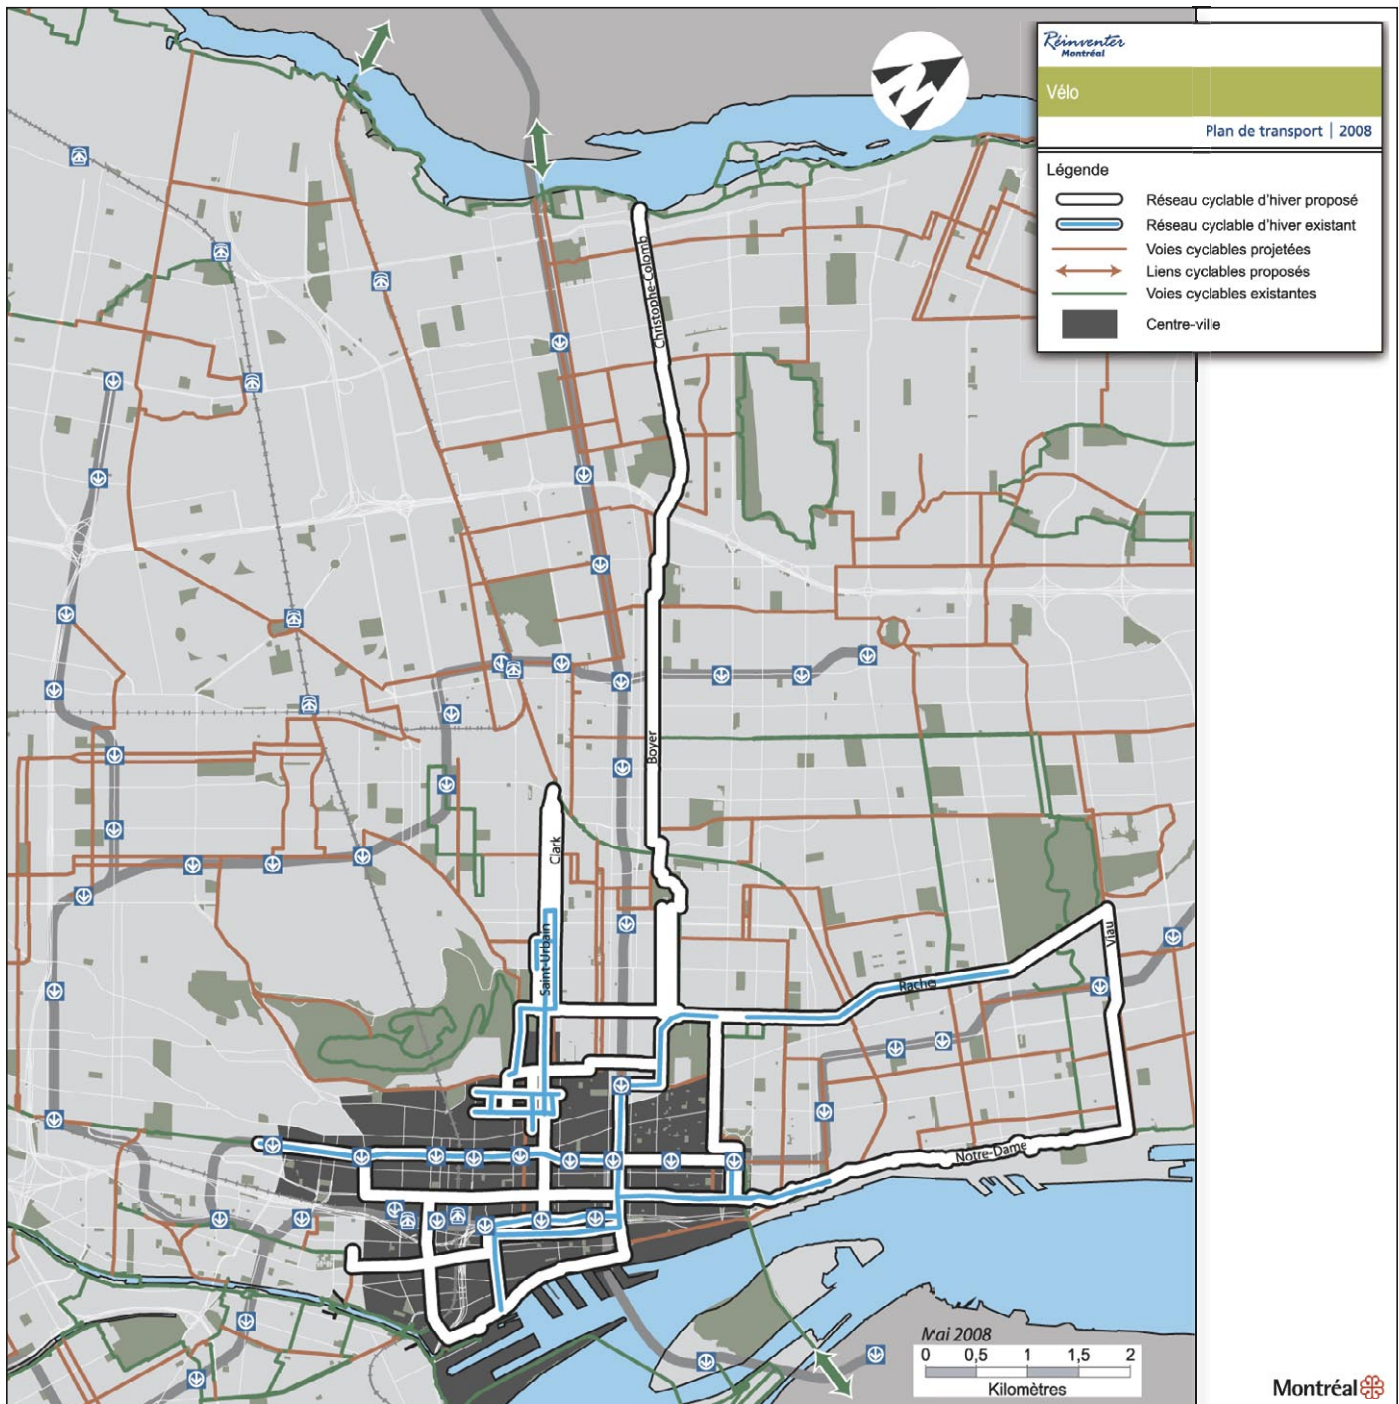 Réinventer
Montréal
Vélo
Plan de transport | 2008
Légende
Réseau cyclable d'hiver proposé
Réseau cyclable d'hiver existant
Voies cyclables projetées
Liens cyclables proposés
Voies cyclables existantes
Centre-ville
Christophe-Colomb
Boyer
Clark
Saint-Urbain
Rachel
Viau
Notre-Dame
Mai 2008
0 0,5 1 1,5 2
Kilomètres
Montréal